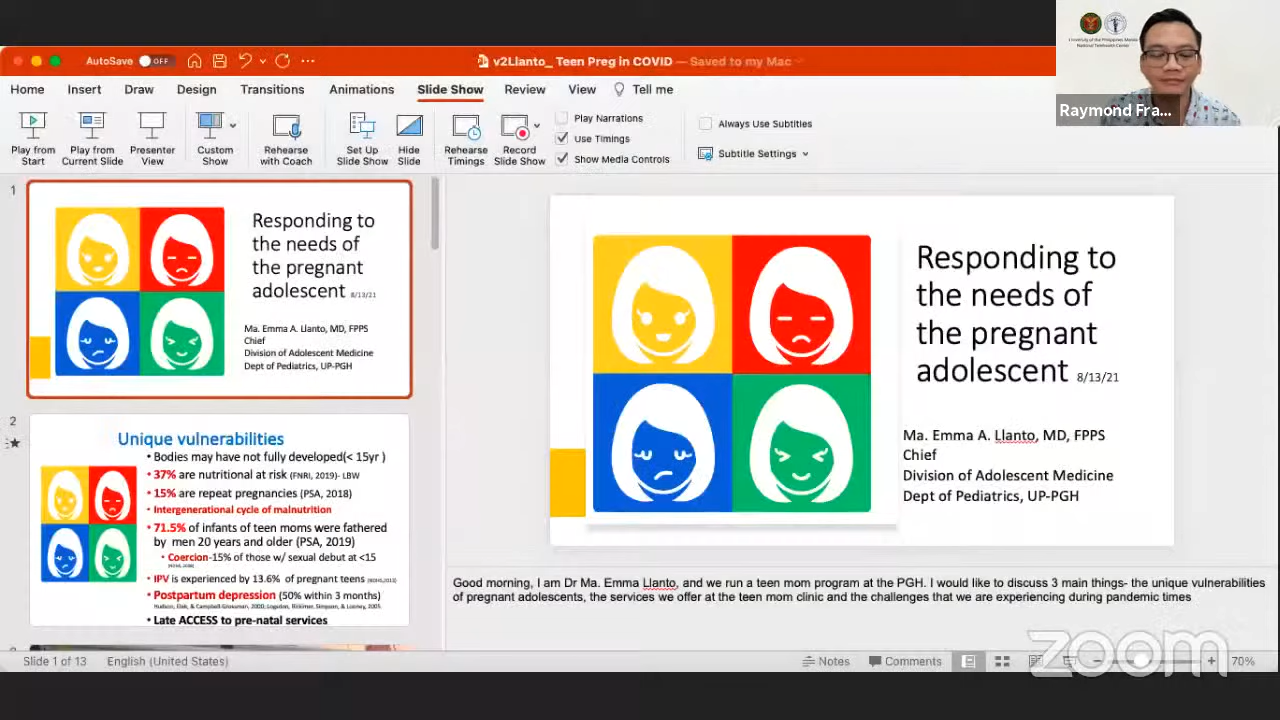 University of the Philippines Manila
National Telehealth Center
Raymond Fra...
AutoSave OFF
v2Llanto_ Teen Preg in COVID — Saved to my Mac
Home Insert Draw Design Transitions Animations Slide Show Review View Tell me
Play from Start
Play from Current Slide
Presenter View
Custom Show
Rehearse with Coach
Set Up Slide Show
Hide Slide
Rehearse Timings
Record Slide Show
Play Narrations
Use Timings
Show Media Controls
Always Use Subtitles
Subtitle Settings
1
Responding to
the needs of
the pregnant
adolescent 8/13/21
Ma. Emma A. Llanto, MD, FPPS
Chief
Division of Adolescent Medicine
Dept of Pediatrics, UP-PGH
2
Unique vulnerabilities
• Bodies may have not fully developed(< 15yr )
• 37% are nutritional at risk (FNRI, 2019)- LBW
• 15% are repeat pregnancies (PSA, 2018)
• Intergenerational cycle of malnutrition
• 71.5% of infants of teen moms were fathered
by men 20 years and older (PSA, 2019)
• Coercion-15% of those w/ sexual debut at <15
• IPV is experienced by 13.6% of pregnant teens
• Postpartum depression (50% within 3 months)
• Late ACCESS to pre-natal services
Responding to
the needs of
the pregnant
adolescent 8/13/21
Ma. Emma A. Llanto, MD, FPPS
Chief
Division of Adolescent Medicine
Dept of Pediatrics, UP-PGH
Good morning, I am Dr Ma. Emma Llanto, and we run a teen mom program at the PGH. I would like to discuss 3 main things- the unique vulnerabilities
of pregnant adolescents, the services we offer at the teen mom clinic and the challenges that we are experiencing during pandemic times
zoom
Slide 1 of 13 English (United States) Notes Comments 70%